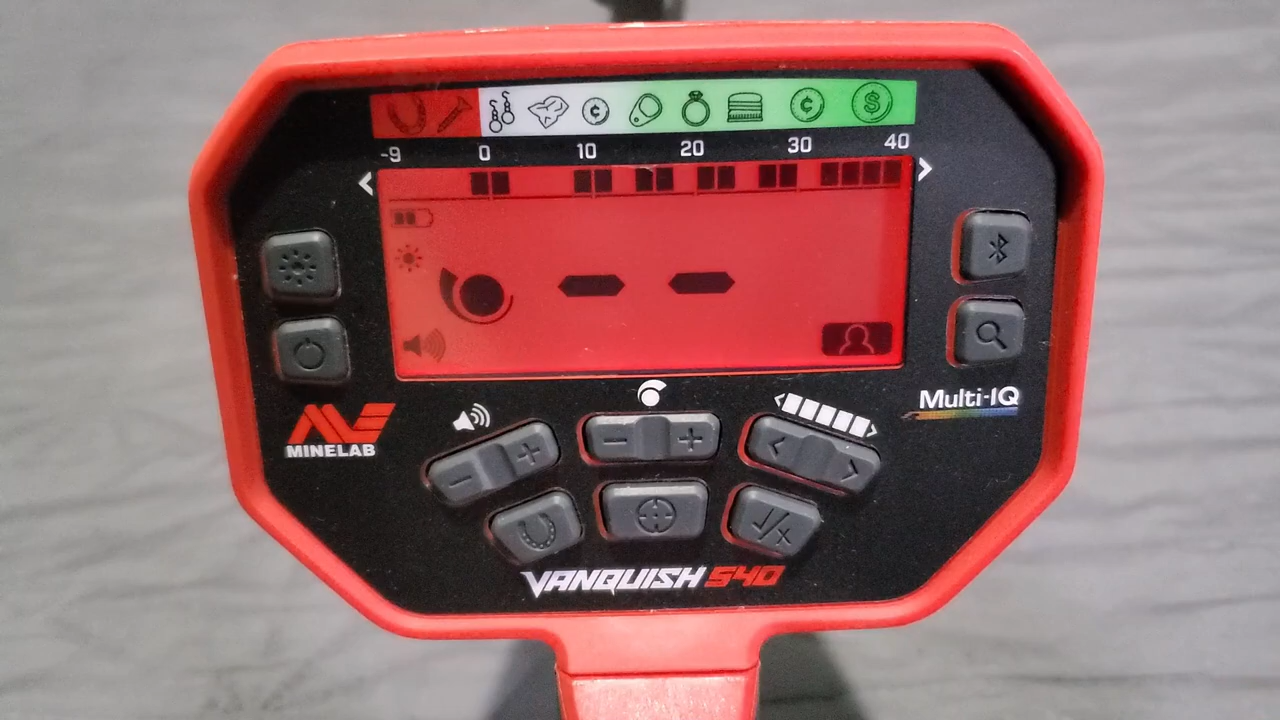 ¢ ¢ $
-9 0 10 20 30 40
< >
- -
MINELAB
Multi-IQ
< >
- + - + < >
√/x
VANQUISH 540